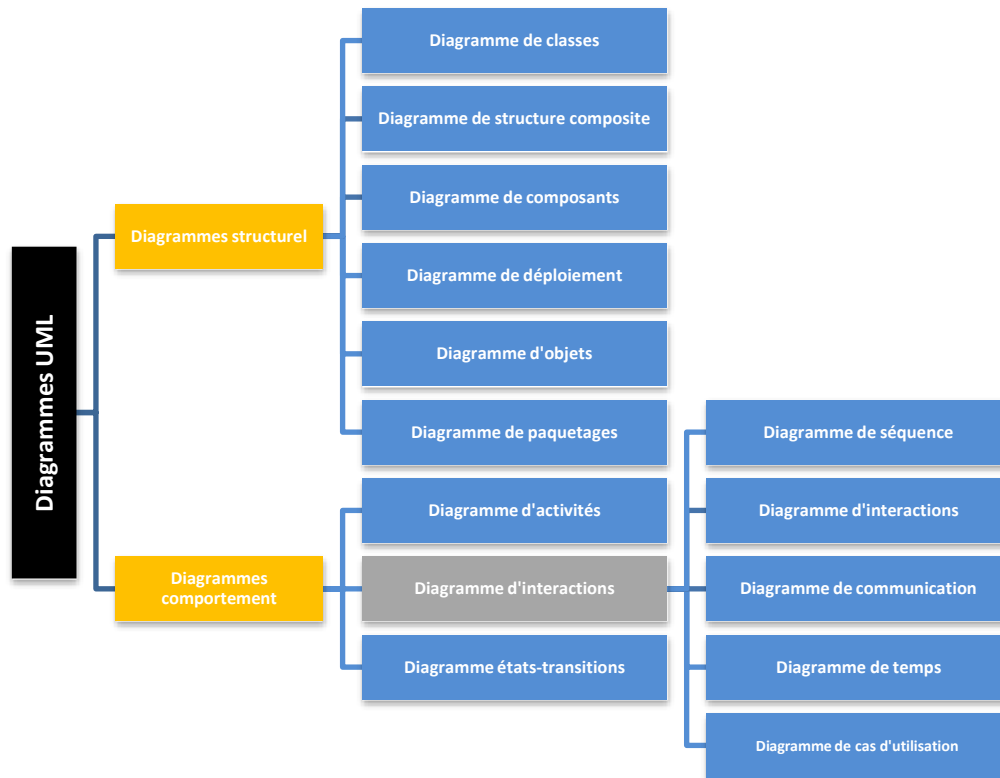 Diagrammes UML
Diagrammes structurel
Diagramme de classes
Diagramme de structure composite
Diagramme de composants
Diagramme de déploiement
Diagramme d'objets
Diagramme de paquetages
Diagrammes
comportement
Diagramme d'activités
Diagramme d'interactions
Diagramme états-transitions
Diagramme de séquence
Diagramme d'interactions
Diagramme de communication
Diagramme de temps
Diagramme de cas d'utilisation